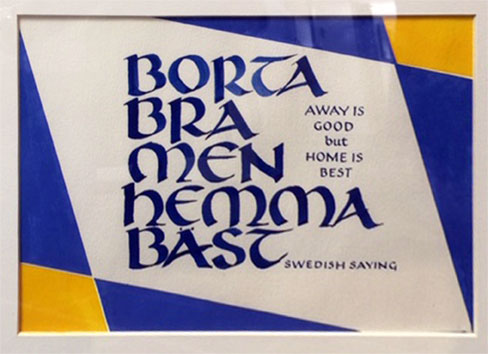 BORTA
BRA
MEN
hEMMA
BÄST
AWAY IS
GOOD
but
HOME IS
BEST
SWEDISH SAYING